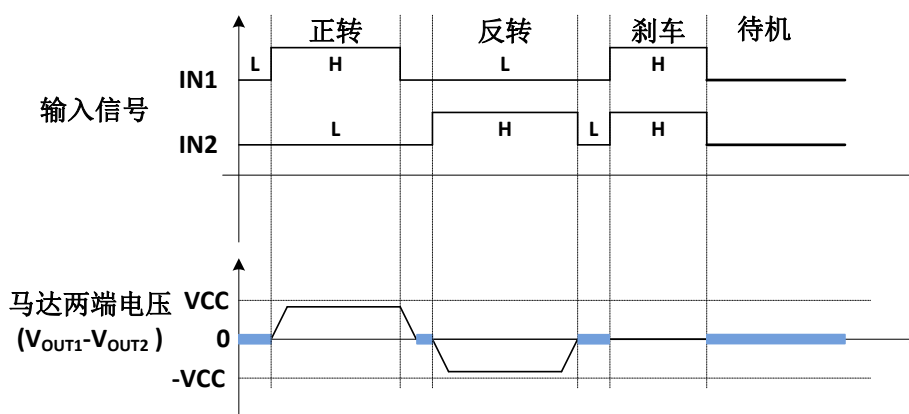 正转 反转 刹车 待机
L H L H
IN1
输入信号
L H L H
IN2
马达两端电压 VCC
(VOUT1-VOUT2 ) 0
-VCC